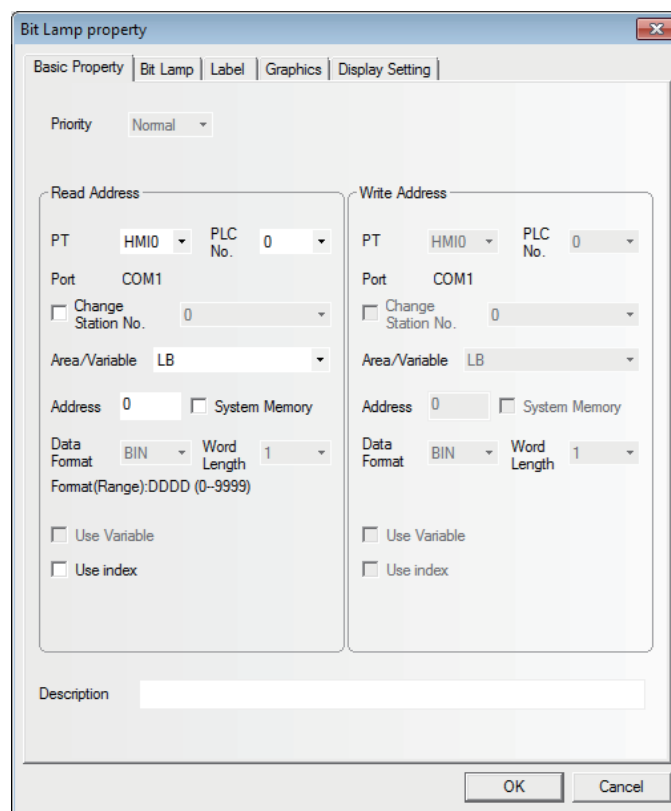 Bit Lamp property
Basic Property Bit Lamp Label Graphics Display Setting
Priority Normal
Read Address
PT HMI0 PLC No. 0
Port COM1
Change Station No. 0
Area/Variable LB
Address 0 System Memory
Data Format BIN Word Length 1
Format(Range):DDDD (0--9999)
Use Variable
Use index
Write Address
PT HMI0 PLC No. 0
Port COM1
Change Station No. 0
Area/Variable LB
Address 0 System Memory
Data Format BIN Word Length 1
Use Variable
Use index
Description
OK Cancel